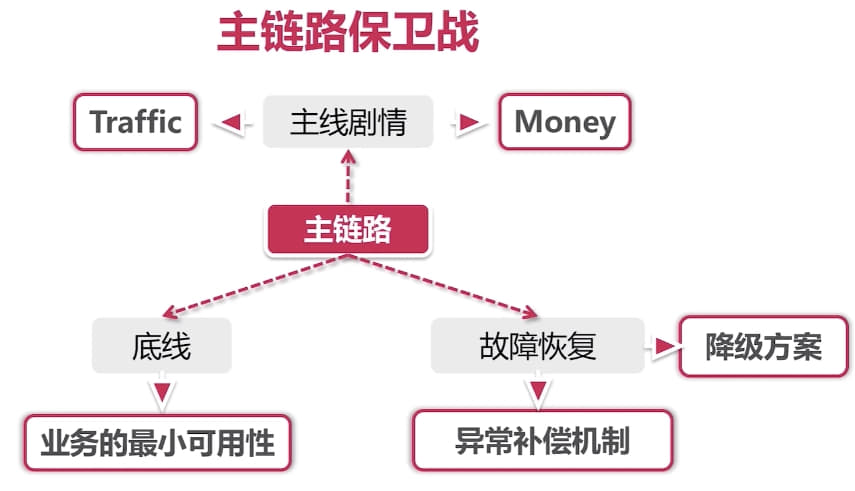 主链路保卫战
Traffic
主线剧情
Money
主链路
底线
故障恢复
降级方案
业务的最小可用性
异常补偿机制